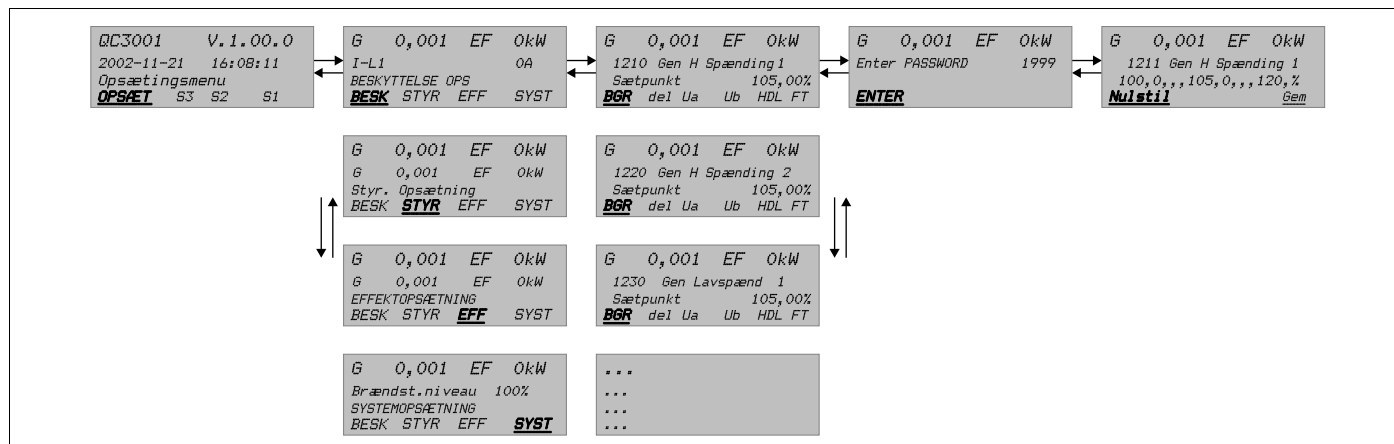 QC3001 V.1.00.0
2002-11-21 16:08:11
Opsætingsmenu
OPSÆT S3 S2 S1
G 0,001 EF 0kW
I-L1 0A
BESKYTTELSE OPS
BESK STYR EFF SYST
G 0,001 EF 0kW
1210 Gen H Spænding1
Sætpunkt 105,00%
BGR del Ua Ub HDL FT
G 0,001 EF 0kW
Enter PASSWORD 1999
ENTER
G 0,001 EF 0kW
1211 Gen H Spænding 1
100,0,,,105,0,,,120,%
Nulstil Gem
G 0,001 EF 0kW
G 0,001 EF 0kW
Styr. Opsætning
BESK STYR EFF SYST
G 0,001 EF 0kW
1220 Gen H Spænding 2
Sætpunkt 105,00%
BGR del Ua Ub HDL FT
G 0,001 EF 0kW
G 0,001 EF 0kW
EFFEKTOPSÆTNING
BESK STYR EFF SYST
G 0,001 EF 0kW
1230 Gen Lavspænd 1
Sætpunkt 105,00%
BGR del Ua Ub HDL FT
G 0,001 EF 0kW
Brændst.niveau 100%
SYSTEMOPSÆTNING
BESK STYR EFF SYST
...
...
...
...